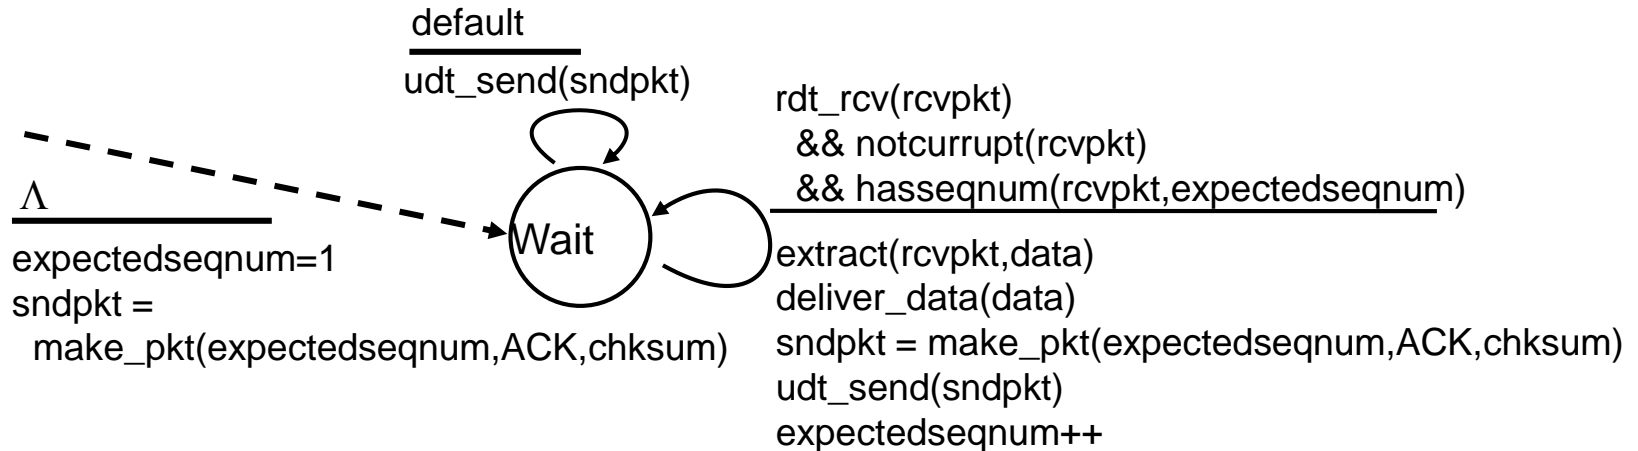 default
udt_send(sndpkt)
rdt_rcv(rcvpkt)
&& notcurrupt(rcvpkt)
&& hasseqnum(rcvpkt,expectedseqnum)
Λ
Wait
expectedseqnum=1
sndpkt =
make_pkt(expectedseqnum,ACK,chksum)
extract(rcvpkt,data)
deliver_data(data)
sndpkt = make_pkt(expectedseqnum,ACK,chksum)
udt_send(sndpkt)
expectedseqnum++